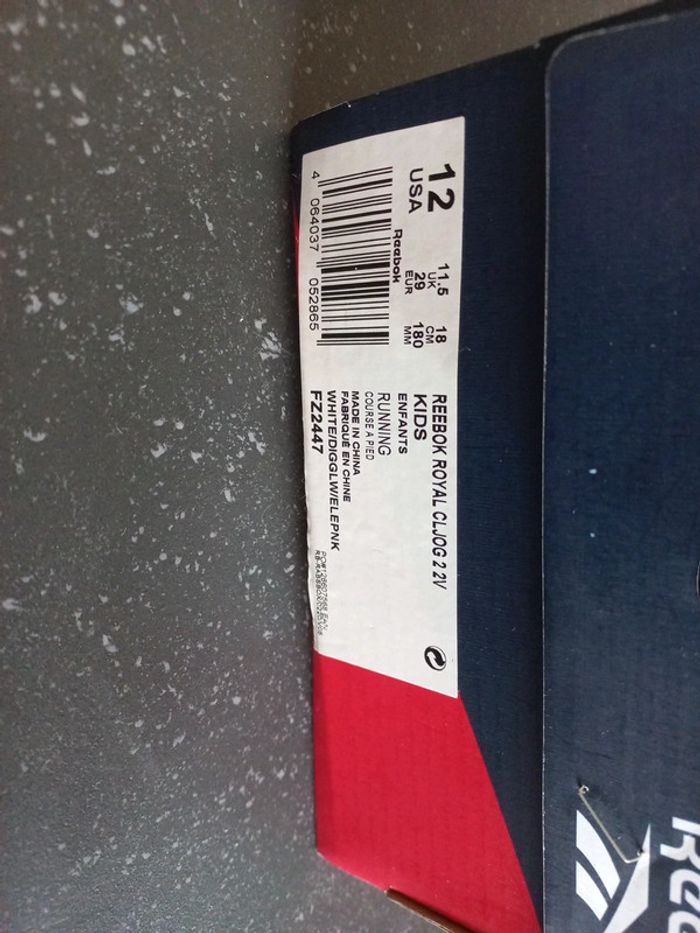 12
USA
11.5
UK
29
EUR
18
CM
180
MM
Reebok
4 064037 052865
REEBOK ROYAL CLJOG 2 2V
KIDS
ENFANTS
RUNNING
COURSE A PIED
MADE IN CHINA
FABRIQUÉ EN CHINE
WHITE/DIGGLW/ELEPNK
FZ2447